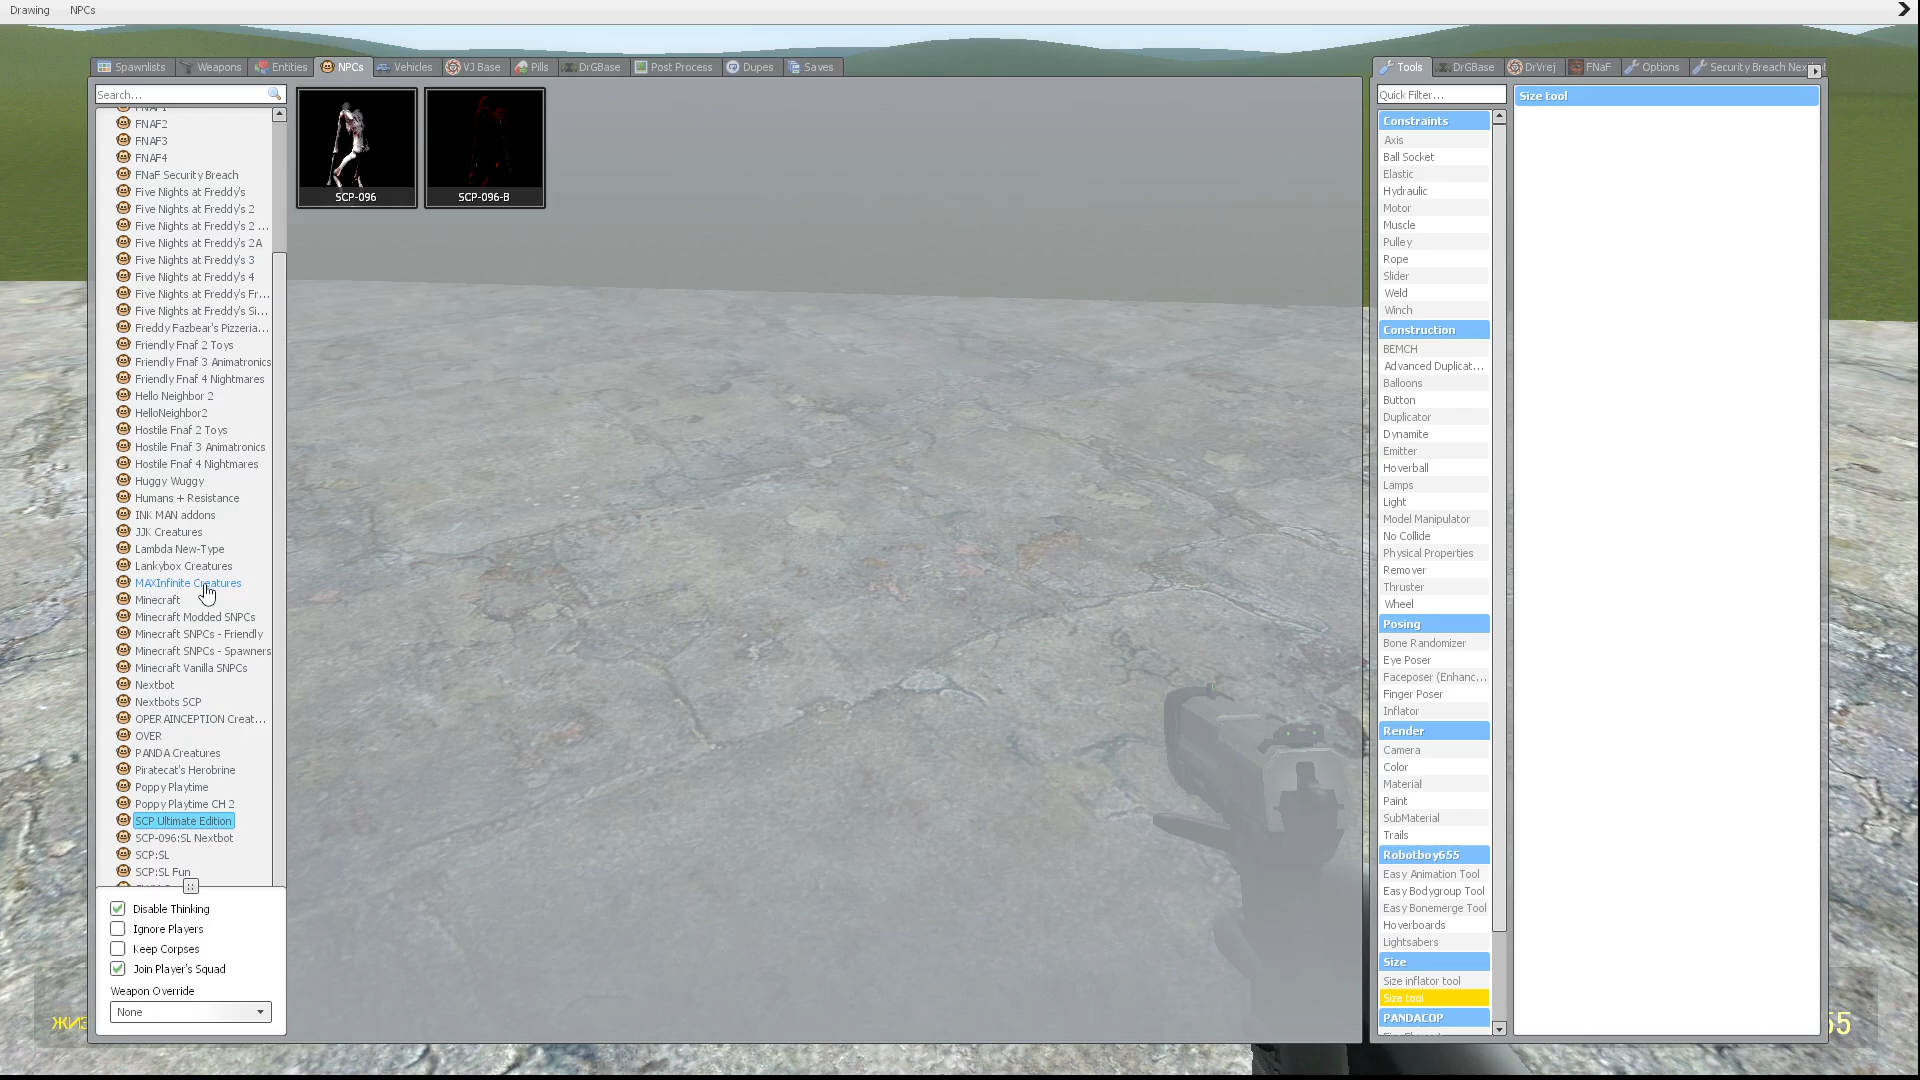 Drawing NPCs
Spawnlists Weapons Entities NPCs Vehicles VJ Base Pills DrGBase Post Process Dupes Saves
Search...
FNAF2
FNAF3
FNAF4
FNaF Security Breach
Five Nights at Freddy's
Five Nights at Freddy's 2
Five Nights at Freddy's 2 ...
Five Nights at Freddy's 2A
Five Nights at Freddy's 3
Five Nights at Freddy's 4
Five Nights at Freddy's Fr...
Five Nights at Freddy's Si...
Freddy Fazbear's Pizzeria...
Friendly Fnaf 2 Toys
Friendly Fnaf 3 Animatronics
Friendly Fnaf 4 Nightmares
Hello Neighbor 2
HelloNeighbor2
Hostile Fnaf 2 Toys
Hostile Fnaf 3 Animatronics
Hostile Fnaf 4 Nightmares
Huggy Wuggy
Humans + Resistance
INK MAN addons
JJK Creatures
Lambda New-Type
Lankybox Creatures
MAXInfinite Creatures
Minecraft
Minecraft Modded SNPCs
Minecraft SNPCs - Friendly
Minecraft SNPCs - Spawners
Minecraft Vanilla SNPCs
Nextbot
Nextbots SCP
OPERAINCEPTION Creat...
OVER
PANDA Creatures
Piratecat's Herobrine
Poppy Playtime
Poppy Playtime CH 2
SCP Ultimate Edition
SCP-096:SL Nextbot
SCP:SL
SCP:SL Fun
Disable Thinking
Ignore Players
Keep Corpses
Join Player's Squad
Weapon Override
None
SCP-096
SCP-096-B
Tools DrGBase DrVrej FNaF Options Security Breach
Quick Filter...
Constraints
Axis
Ball Socket
Elastic
Hydraulic
Motor
Muscle
Pulley
Rope
Slider
Weld
Winch
Construction
BEMCH
Advanced Duplicat...
Balloons
Button
Duplicator
Dynamite
Emitter
Hoverball
Lamps
Light
Model Manipulator
No Collide
Physical Properties
Remover
Thruster
Wheel
Posing
Bone Randomizer
Eye Poser
Faceposer (Enhanc...
Finger Poser
Inflator
Render
Camera
Color
Material
Paint
SubMaterial
Trails
Robotboy655
Easy Animation Tool
Easy Bodygroup Tool
Easy Bonemerge Tool
Hoverboards
Lightsabers
Size
Size inflator tool
Size tool
PANDACOP
Size tool